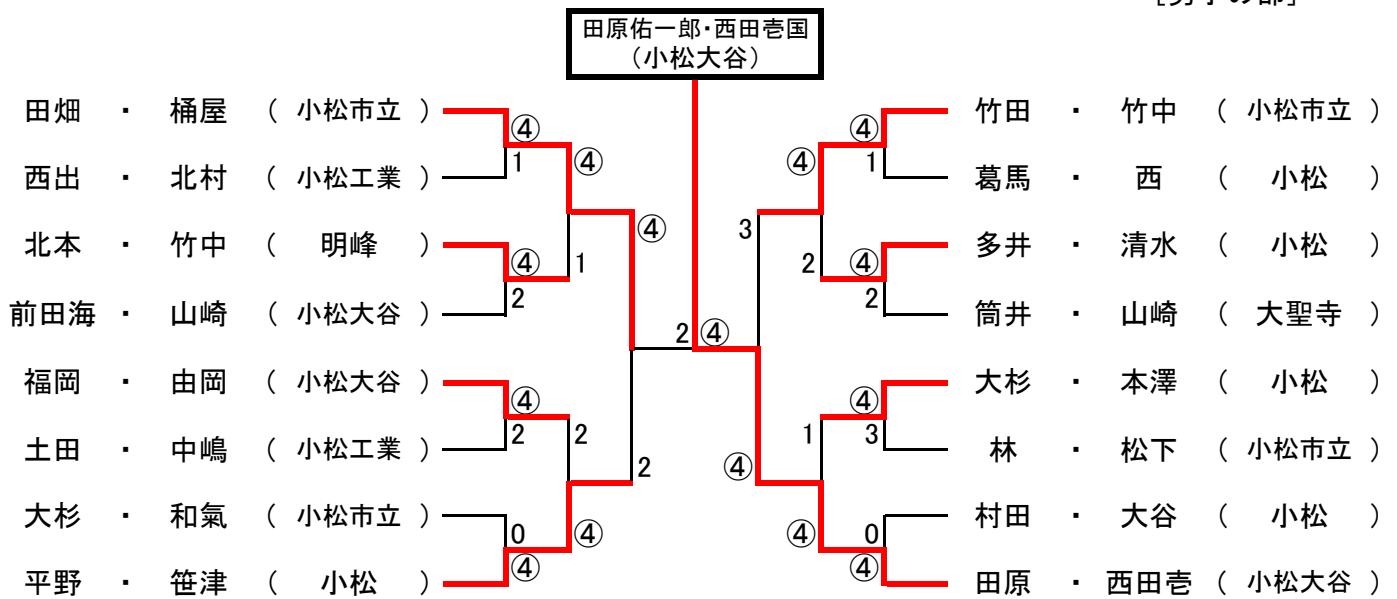 田原佑一郎・西田壱国
（小松大谷）
田畑 ・ 桶屋 （ 小松市立 ）
西出 ・ 北村 （ 小松工業 ）
北本 ・ 竹中 （ 明峰 ）
前田海 ・ 山崎 （ 小松大谷 ）
福岡 ・ 由岡 （ 小松大谷 ）
土田 ・ 中嶋 （ 小松工業 ）
大杉 ・ 和氣 （ 小松市立 ）
平野 ・ 笹津 （ 小松 ）
④
1
④
2
④
2
0
④
④
1
2
④
④
2
2
④
3
④
④
2
1
④
④
1
④
2
④
3
0
④
竹田 ・ 竹中 （ 小松市立 ）
葛馬 ・ 西 （ 小松 ）
多井 ・ 清水 （ 小松 ）
筒井 ・ 山崎 （ 大聖寺 ）
大杉 ・ 本澤 （ 小松 ）
林 ・ 松下 （ 小松市立 ）
村田 ・ 大谷 （ 小松 ）
田原 ・ 西田壱 （ 小松大谷 ）